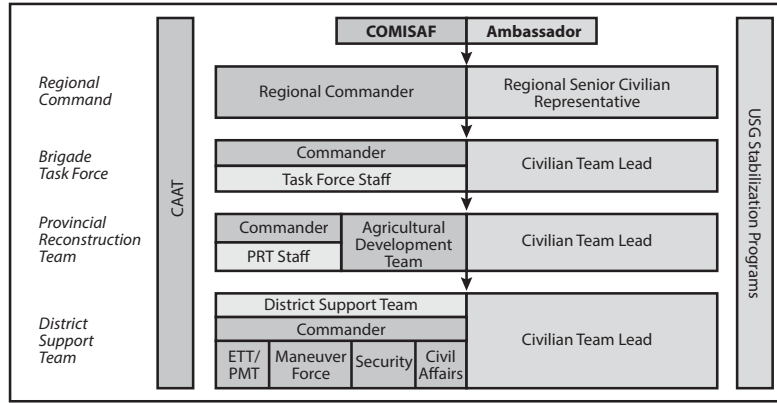 COMISAF Ambassador
Regional
Command
Regional Commander
Regional Senior Civilian
Representative
Brigade
Task Force
Commander
Task Force Staff
Civilian Team Lead
Provincial
Reconstruction
Team
Commander
PRT Staff
Agricultural
Development
Team
Civilian Team Lead
District
Support
Team
District Support Team
Commander
ETT/
PMT
Maneuver
Force
Security
Civil
Affairs
Civilian Team Lead
CAAT
USG Stabilization Programs